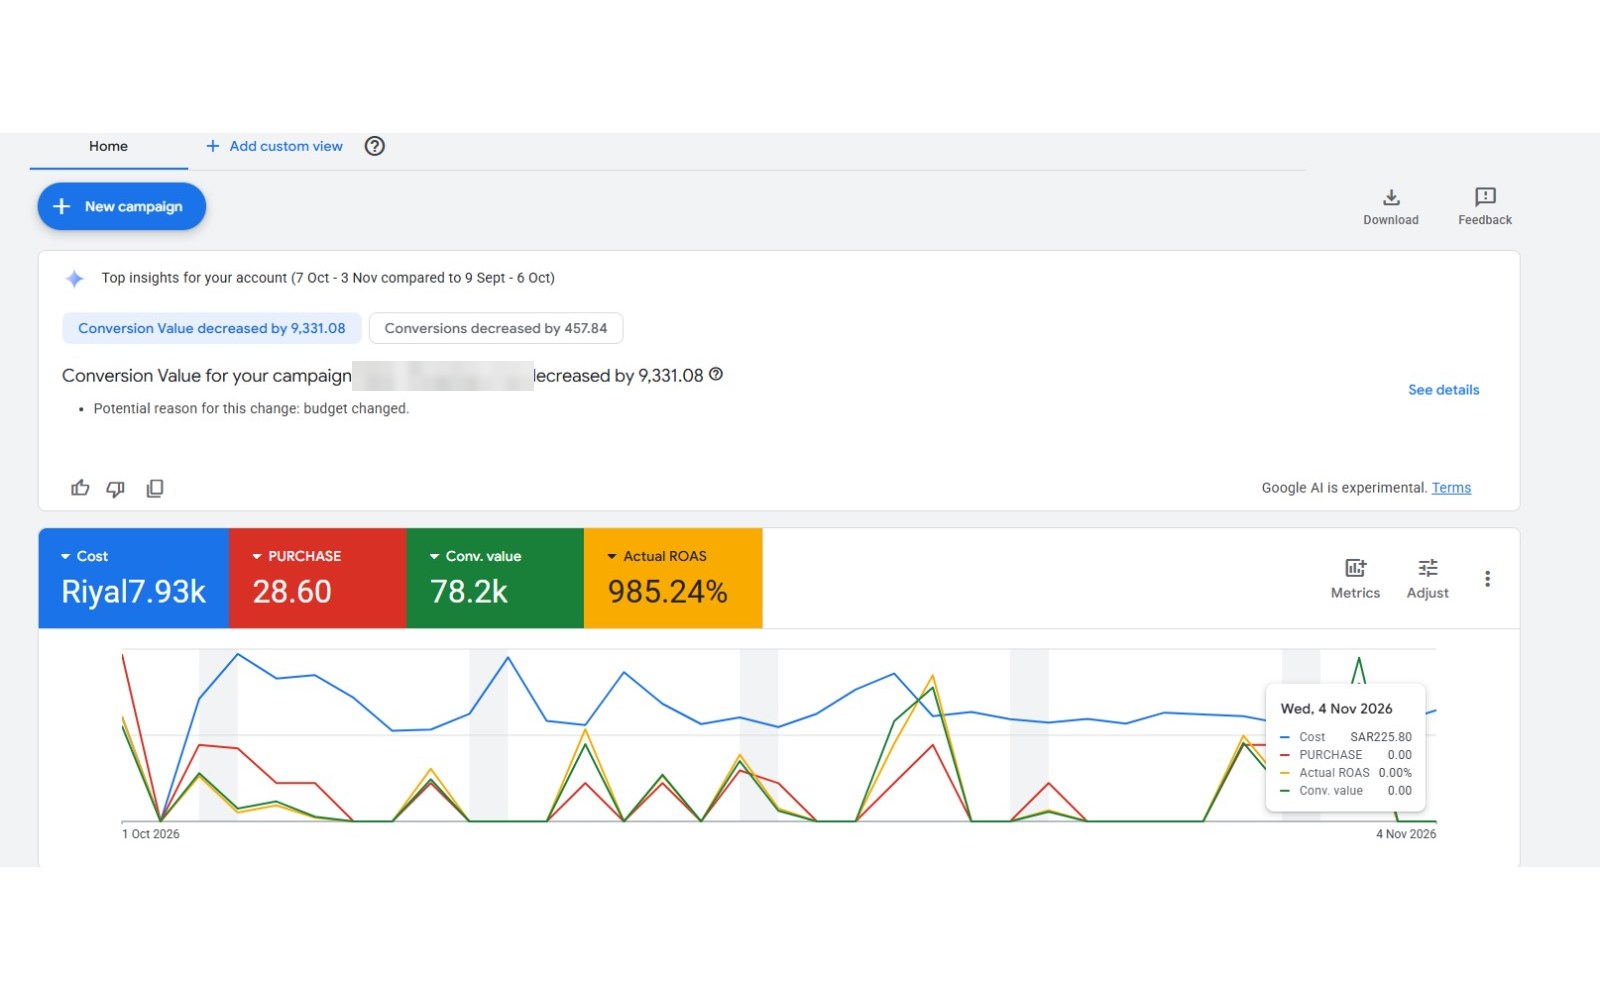 Home
Add custom view
New campaign
Download
Feedback
Top insights for your account (7 Oct - 3 Nov compared to 9 Sept - 6 Oct)
Conversion Value decreased by 9,331.08
Conversions decreased by 457.84
Conversion Value for your campaign ecreased by 9,331.08
See details
• Potential reason for this change: budget changed.
Google AI is experimental. Terms
Cost
PURCHASE
Conv. value
Actual ROAS
Riyal7.93k
28.60
78.2k
985.24%
Metrics
Adjust
Wed, 4 Nov 2026
Cost SAR225.80
PURCHASE 0.00
Actual ROAS 0.00%
Conv. value 0.00
1 Oct 2026
4 Nov 2026